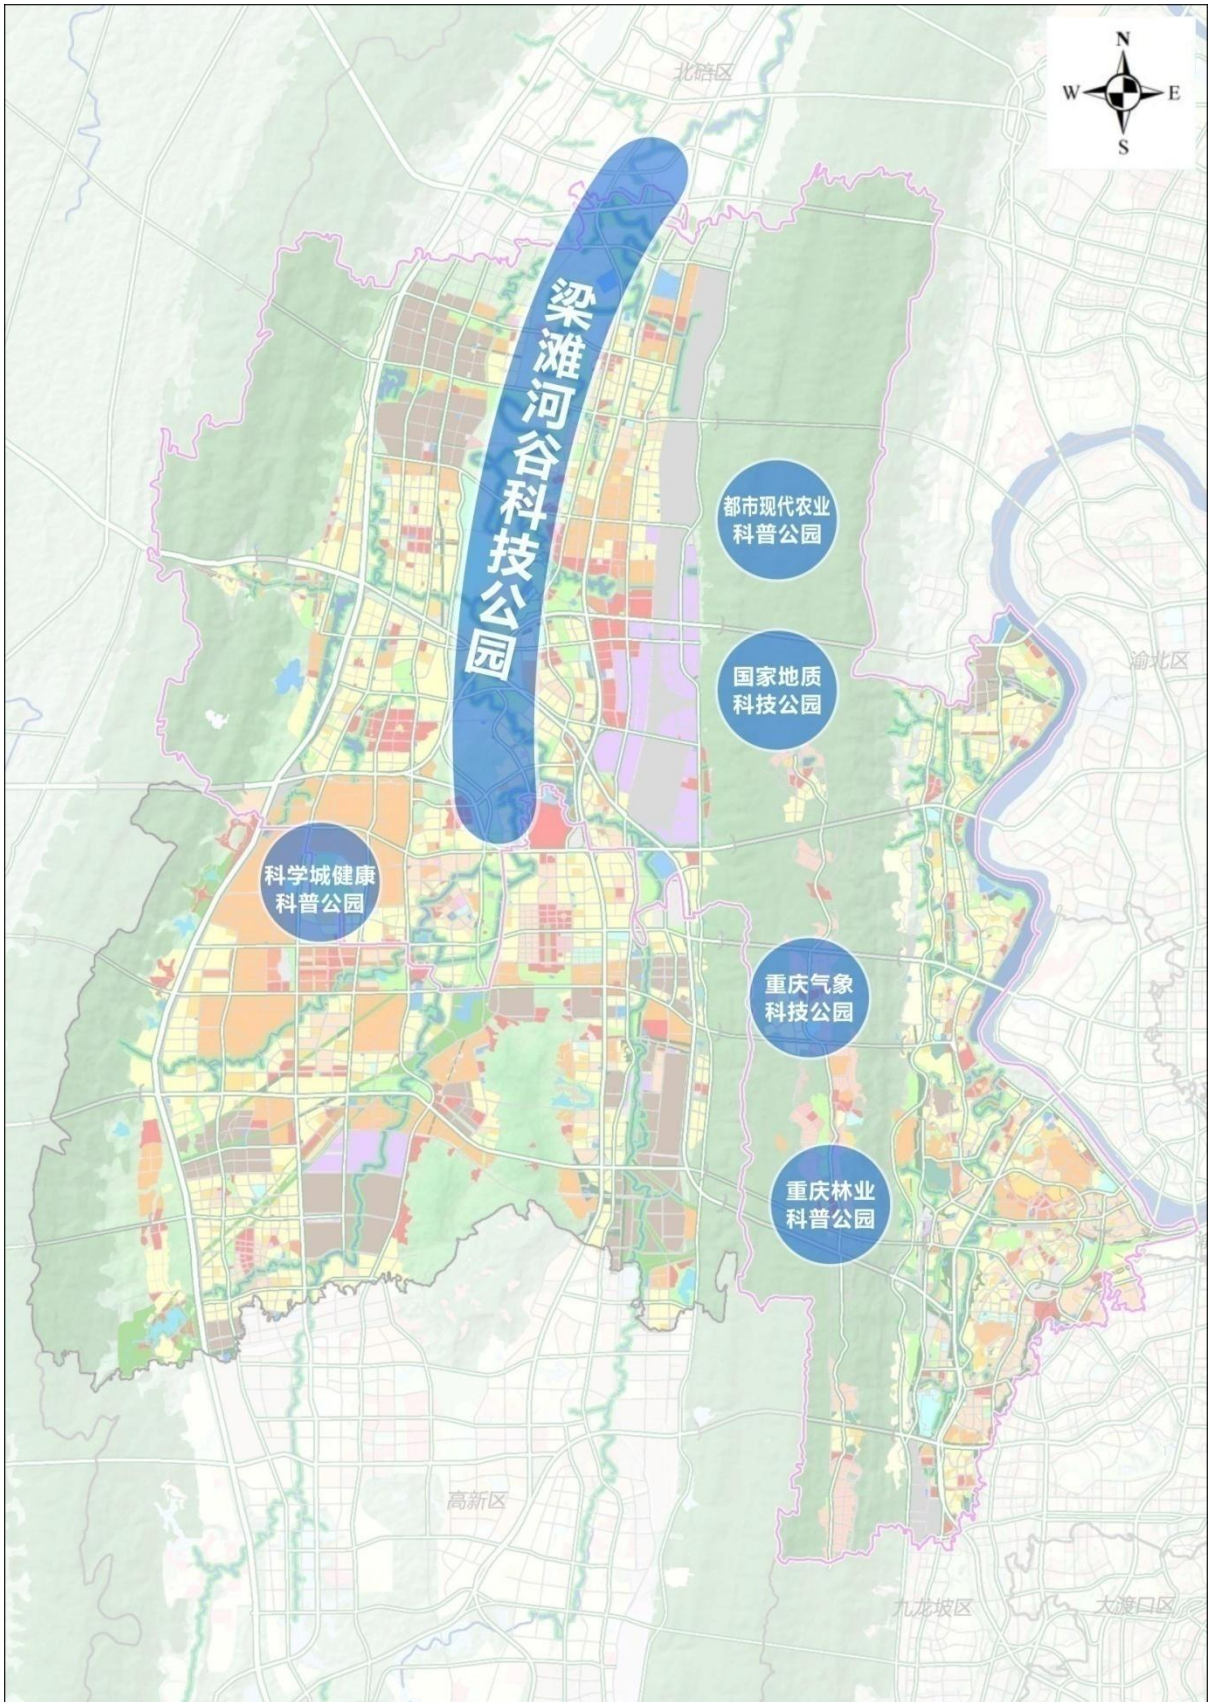 北碚区
N
W
E
S
梁滩河谷科技公园
都市现代农业
科普公园
国家地质
科技公园
渝北区
科学城健康
科普公园
重庆气象
科技公园
重庆林业
科普公园
高新区
九龙坡区
大渡口区